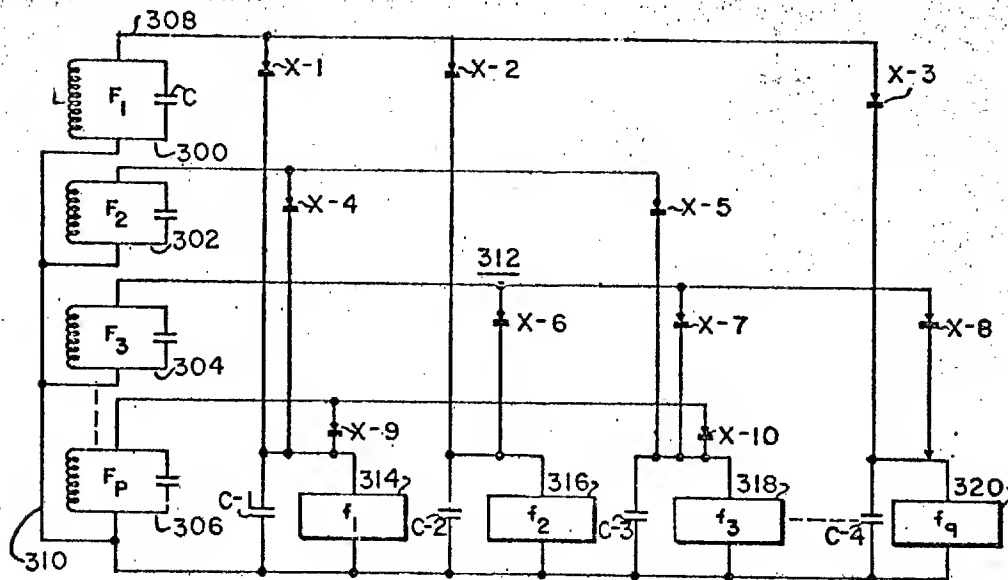 308
X-1
X-2
X-3
L
F1
C
300
F2
302
X-4
X-5
312
F3
304
X-6
X-7
X-8
X-9
X-10
Fp
306
C-1
314
f1
C-2
316
f2
C-3
318
f3
C-4
320
fq
310